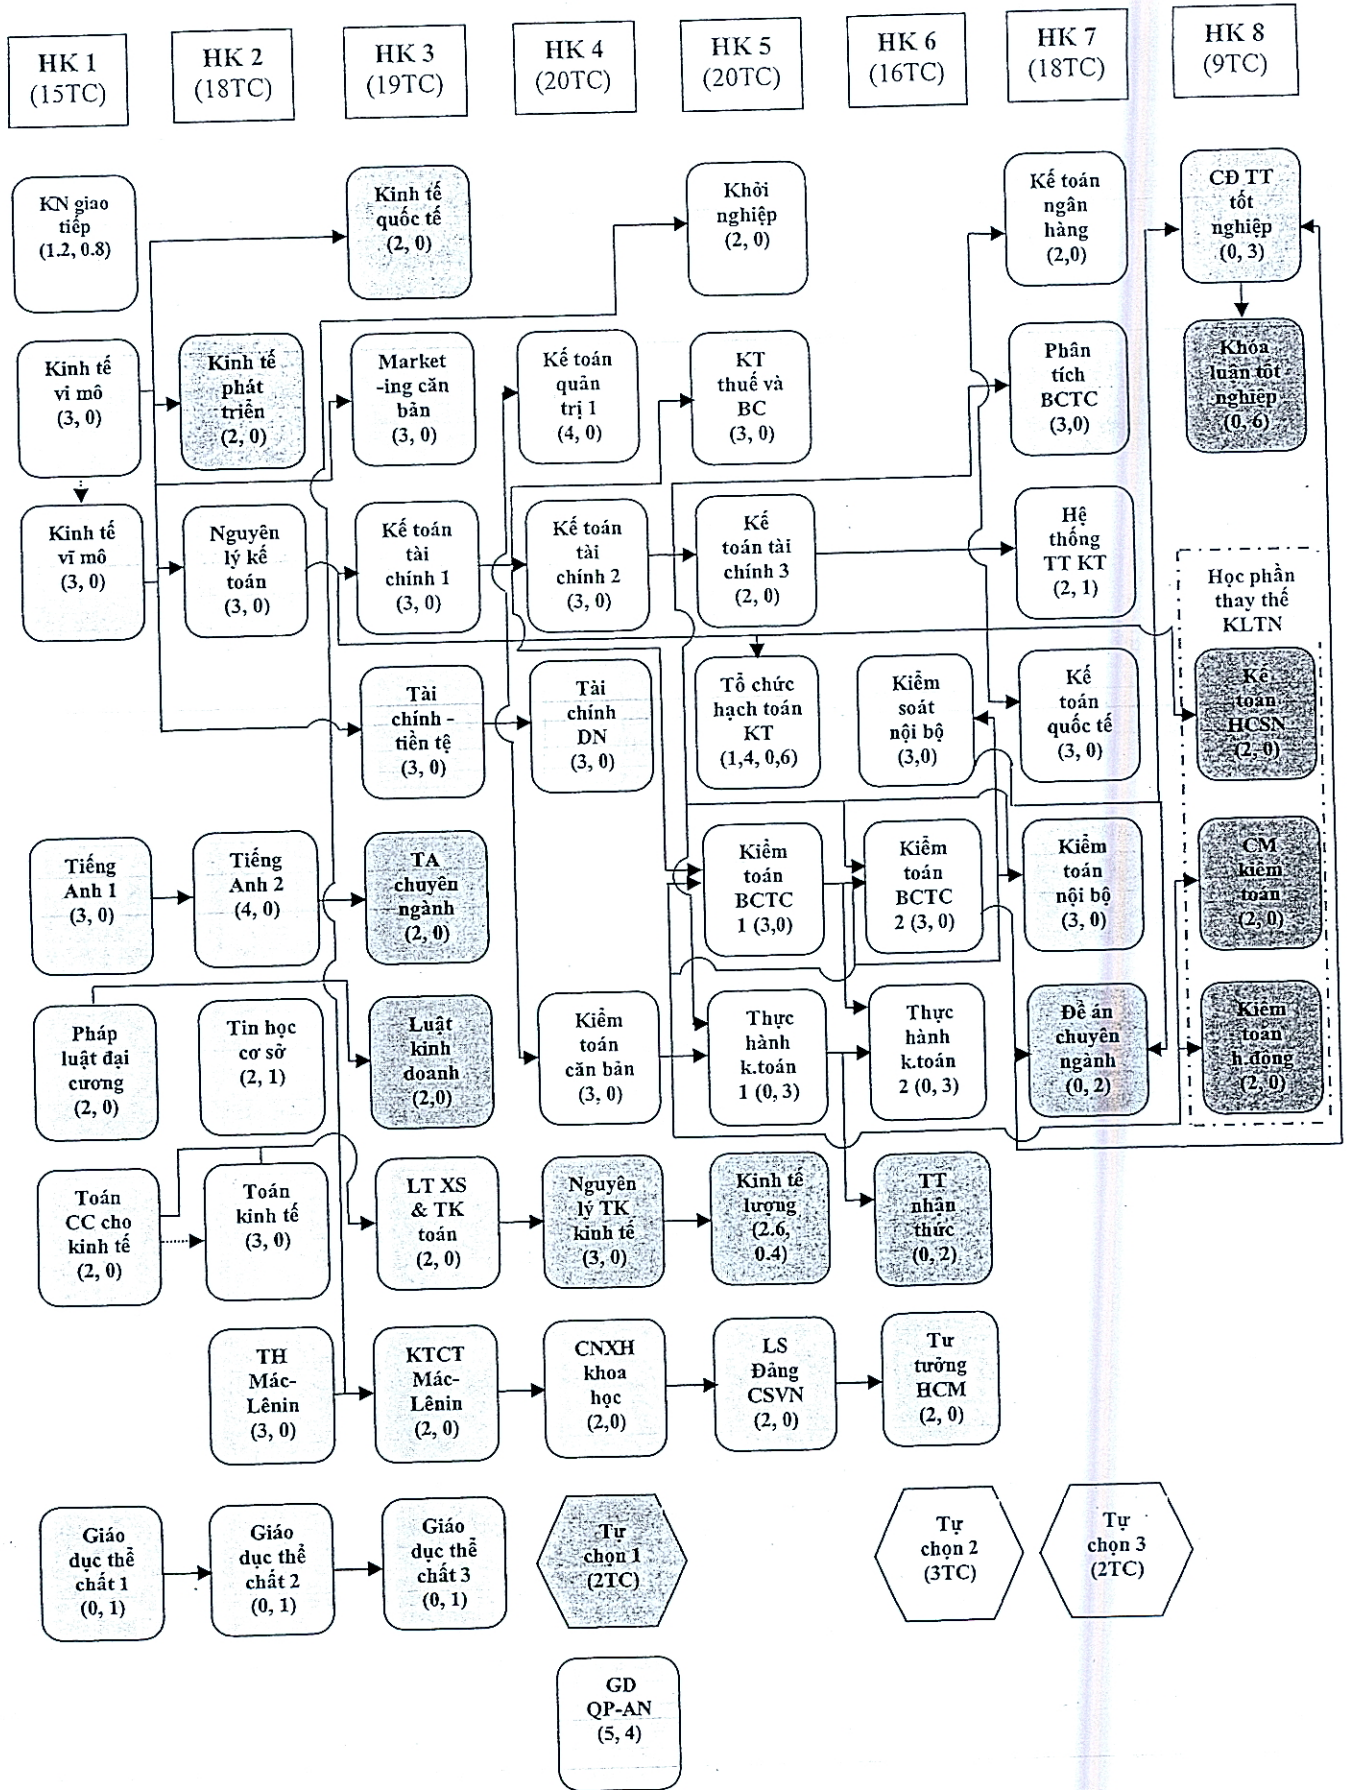 HK 1
(15TC)
HK 2
(18TC)
HK 3
(19TC)
HK 4
(20TC)
HK 5
(20TC)
HK 6
(16TC)
HK 7
(18TC)
HK 8
(9TC)
KN giao
tiếp
(1.2, 0.8)
Kinh tế
quốc tế
(2, 0)
Khởi
nghiệp
(2, 0)
Kế toán
ngân
hàng
(2,0)
CĐ TT
tốt
nghiệp
(0, 3)
Kinh tế
vi mô
(3, 0)
Kinh tế
phát
triển
(2, 0)
Market
-ing căn
bản
(3, 0)
Kế toán
quản
trị 1
(4, 0)
KT
thuế và
BC
(3, 0)
Phân
tích
BCTC
(3,0)
Khóa
luận tốt
nghiệp
(0, 6)
Kinh tế
vĩ mô
(3, 0)
Nguyên
lý kế
toán
(3, 0)
Kế toán
tài
chính 1
(3, 0)
Kế toán
tài
chính 2
(3, 0)
Kế
toán tài
chính 3
(2, 0)
Hệ
thống
TT KT
(2, 1)
Học phần
thay thế
KLTN
Tài
chính -
tiền tệ
(3, 0)
Tài
chính
DN
(3, 0)
Tổ chức
hạch toán
KT
(1,4, 0,6)
Kiểm
soát
nội bộ
(3,0)
Kế
toán
quốc tế
(3, 0)
Kế
toán
HCSN
(2, 0)
Tiếng
Anh 1
(3, 0)
Tiếng
Anh 2
(4, 0)
TA
chuyên
ngành
(2, 0)
Kiểm
toán
BCTC
1 (3,0)
Kiểm
toán
BCTC
2 (3, 0)
Kiểm
toán
nội bộ
(3, 0)
CM
kiểm
toán
(2, 0)
Pháp
luật đại
cương
(2, 0)
Tin học
cơ sở
(2, 1)
Luật
kinh
doanh
(2,0)
Kiểm
toán
căn bản
(3, 0)
Thực
hành
k.toán
1 (0, 3)
Thực
hành
k.toán
2 (0, 3)
Đề án
chuyên
ngành
(0, 2)
Kiểm
toán
h.động
(2, 0)
Toán
CC cho
kinh tế
(2, 0)
Toán
kinh tế
(3, 0)
LT XS
& TK
toán
(2, 0)
Nguyên
lý TK
kinh tế
(3, 0)
Kinh tế
lượng
(2.6,
0.4)
TT
nhận
thức
(0, 2)
TH
Mác-
Lênin
(3, 0)
KTCT
Mác-
Lênin
(2, 0)
CNXH
khoa
học
(2,0)
LS
Đảng
CSVN
(2, 0)
Tư
tưởng
HCM
(2, 0)
Giáo
dục thể
chất 1
(0, 1)
Giáo
dục thể
chất 2
(0, 1)
Giáo
dục thể
chất 3
(0, 1)
Tự
chọn 1
(2TC)
Tự
chọn 2
(3TC)
Tự
chọn 3
(2TC)
GD
QP-AN
(5, 4)